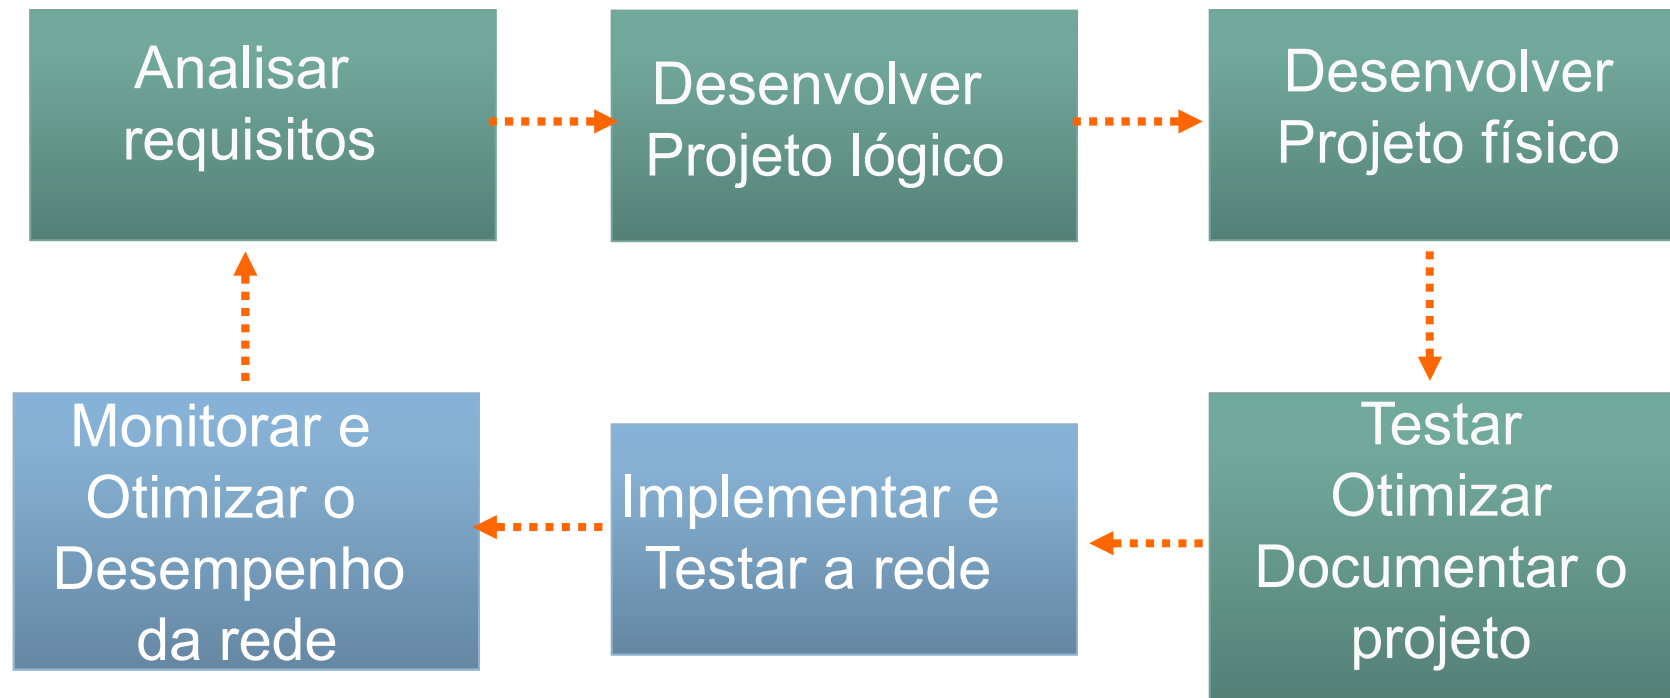 Analisar
requisitos
Desenvolver
Projeto lógico
Desenvolver
Projeto físico
Testar
Otimizar
Documentar o
projeto
Implementar e
Testar a rede
Monitorar e
Otimizar o
Desempenho
da rede